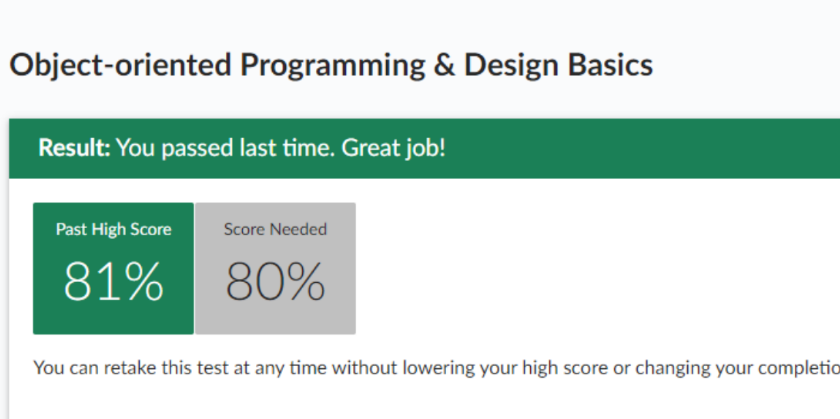 Object-oriented Programming & Design Basics
Result: You passed last time. Great job!
Past High Score
Score Needed
81%
80%
You can retake this test at any time without lowering your high score or changing your